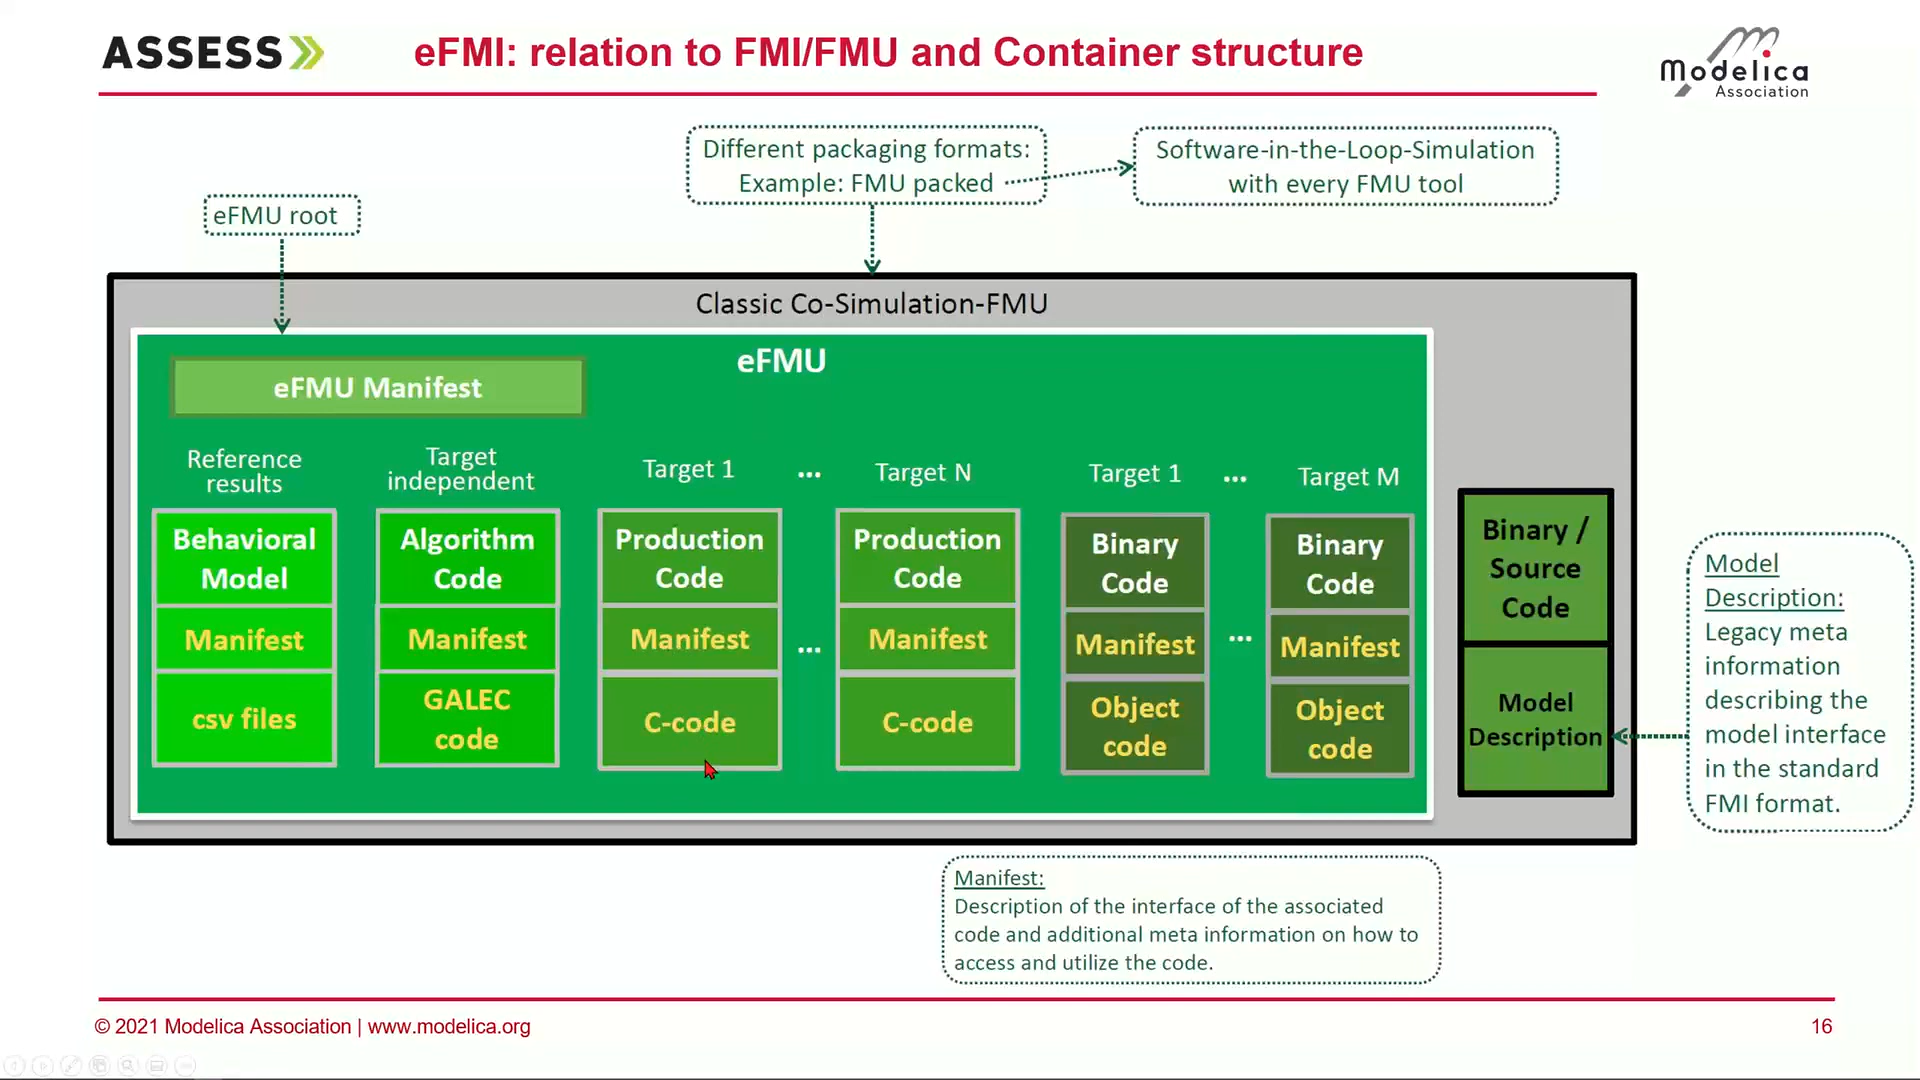 ASSESS
eFMI: relation to FMI/FMU and Container structure
Modelica
Association
Different packaging formats:
Example: FMU packed
Software-in-the-Loop-Simulation
with every FMU tool
eFMU root
Classic Co-Simulation-FMU
eFMU
eFMU Manifest
Reference
results
Target
independent
Target 1
...
Target N
Target 1
...
Target M
Behavioral
Model
Manifest
csv files
Algorithm
Code
Manifest
GALEC
code
Production
Code
Manifest
C-code
...
Production
Code
Manifest
C-code
Binary
Code
Manifest
Object
code
...
Binary
Code
Manifest
Object
code
Binary /
Source
Code
Model
Description
Model
Description:
Legacy meta
information
describing the
model interface
in the standard
FMI format.
Manifest:
Description of the interface of the associated
code and additional meta information on how to
access and utilize the code.
© 2021 Modelica Association | www.modelica.org
16